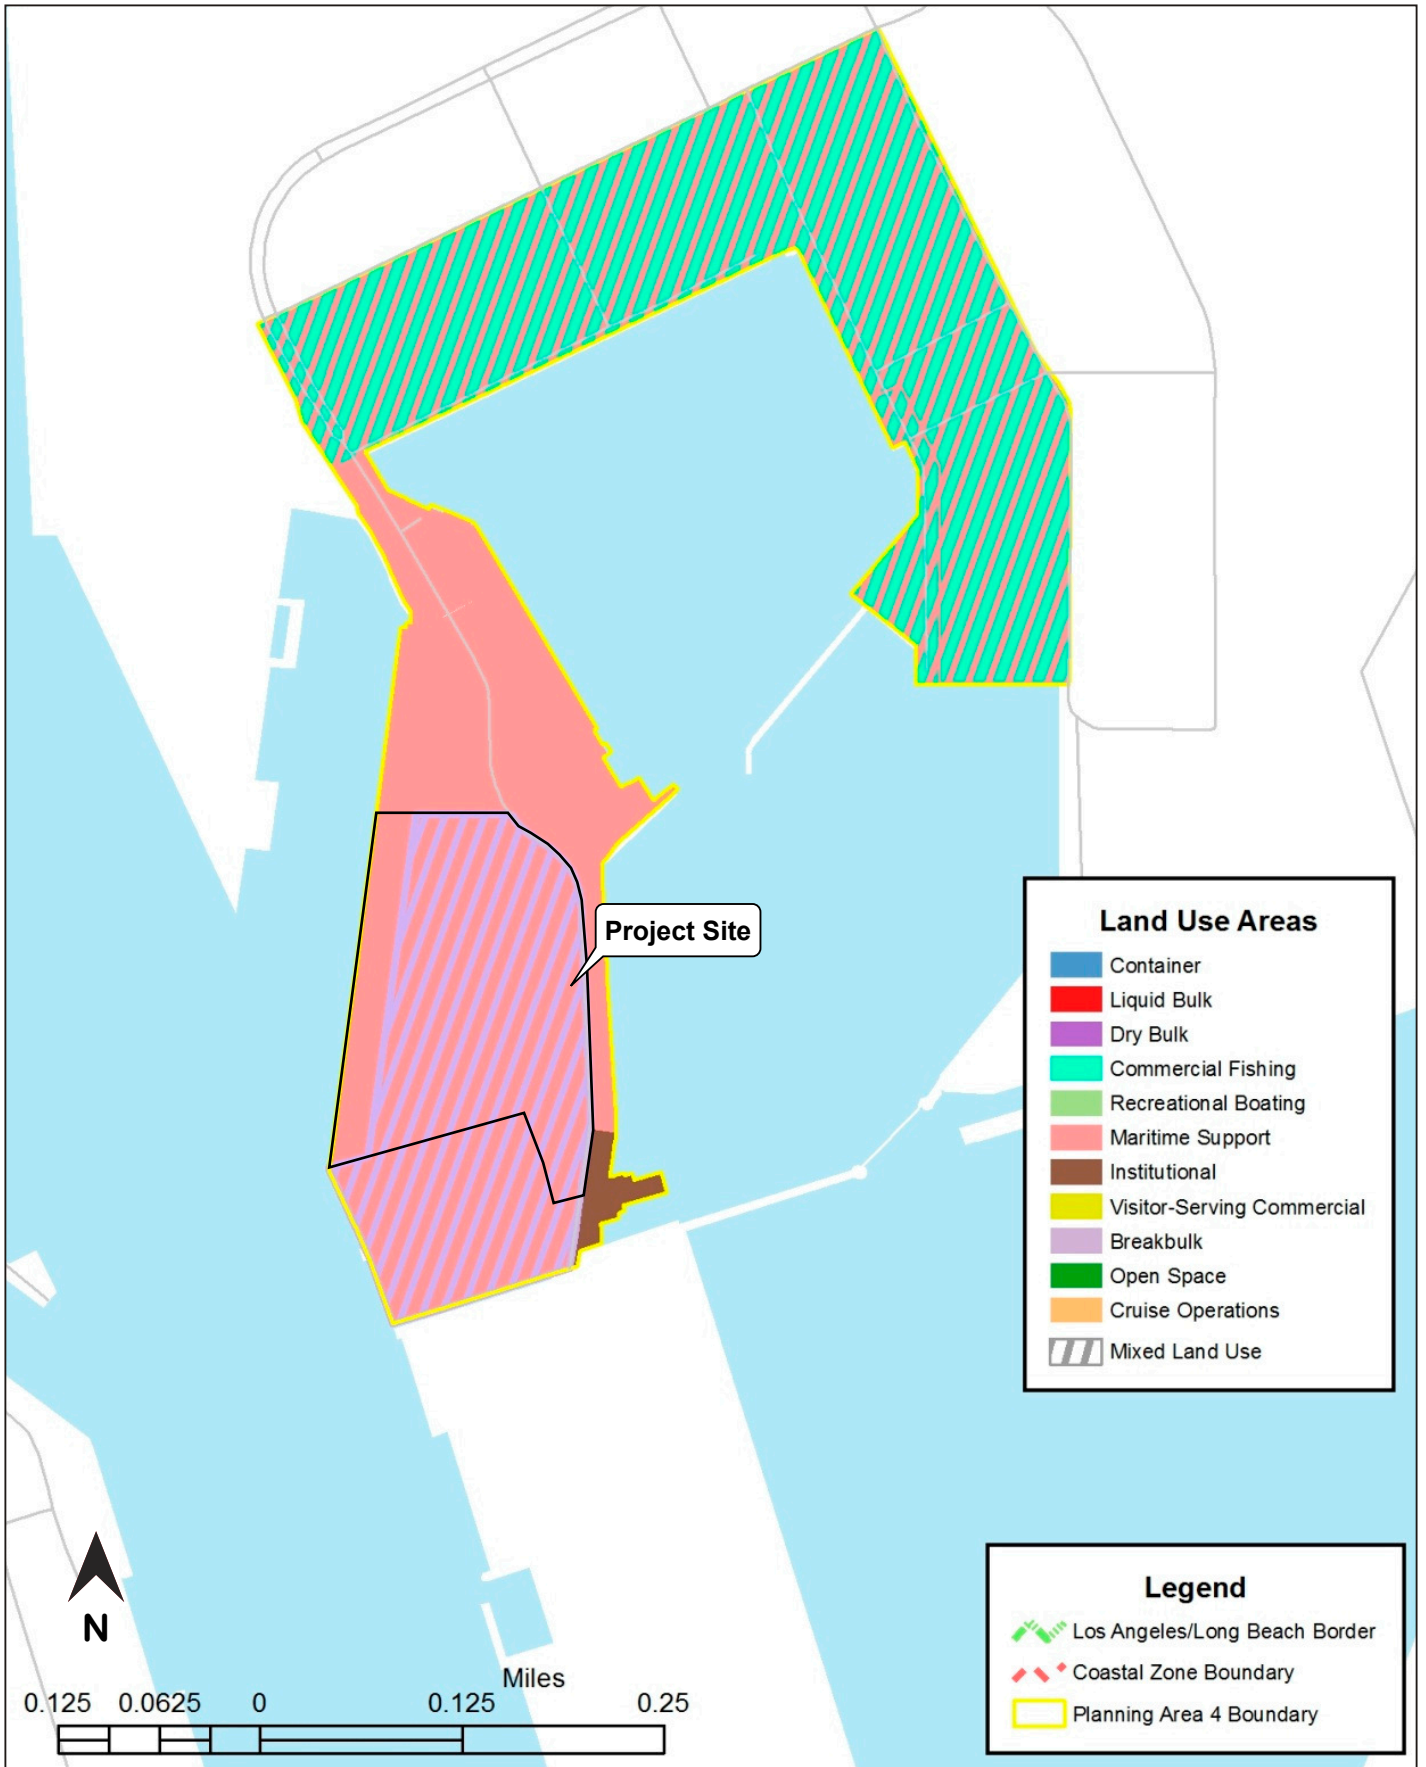 Project Site
Land Use Areas
Container
Liquid Bulk
Dry Bulk
Commercial Fishing
Recreational Boating
Maritime Support
Institutional
Visitor-Serving Commercial
Breakbulk
Open Space
Cruise Operations
Mixed Land Use
Legend
Los Angeles/Long Beach Border
Coastal Zone Boundary
Planning Area 4 Boundary
N
Miles
0.125 0.0625 0 0.125 0.25